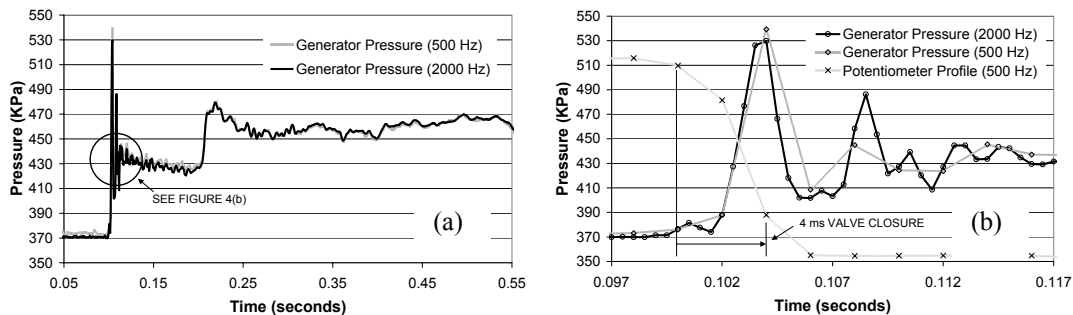 550
530
510
490
470
450
430
410
390
370
350
Pressure (KPa)
Generator Pressure (500 Hz)
Generator Pressure (2000 Hz)
SEE FIGURE 4(b)
(a)
0.05 0.15 0.25 0.35 0.45 0.55
Time (seconds)
550
530
510
490
470
450
430
410
390
370
350
Pressure (KPa)
Generator Pressure (2000 Hz)
Generator Pressure (500 Hz)
Potentiometer Profile (500 Hz)
4 ms VALVE CLOSURE
(b)
0.097 0.102 0.107 0.112 0.117
Time (seconds)